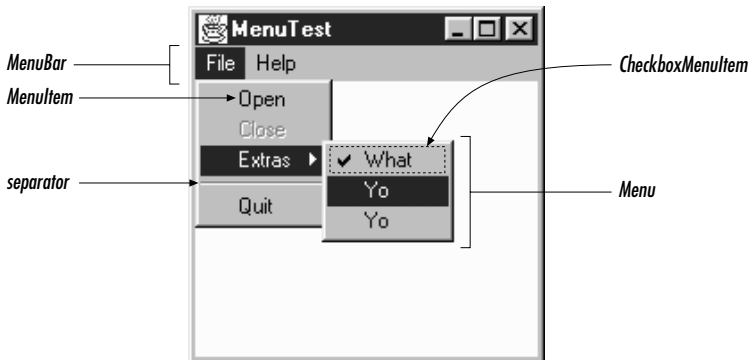 MenuTest
MenuBar
File Help
CheckboxMenuItem
MenuItem
Open
Close
Extras
✔ What
separator
Yo
Menu
Quit
Yo